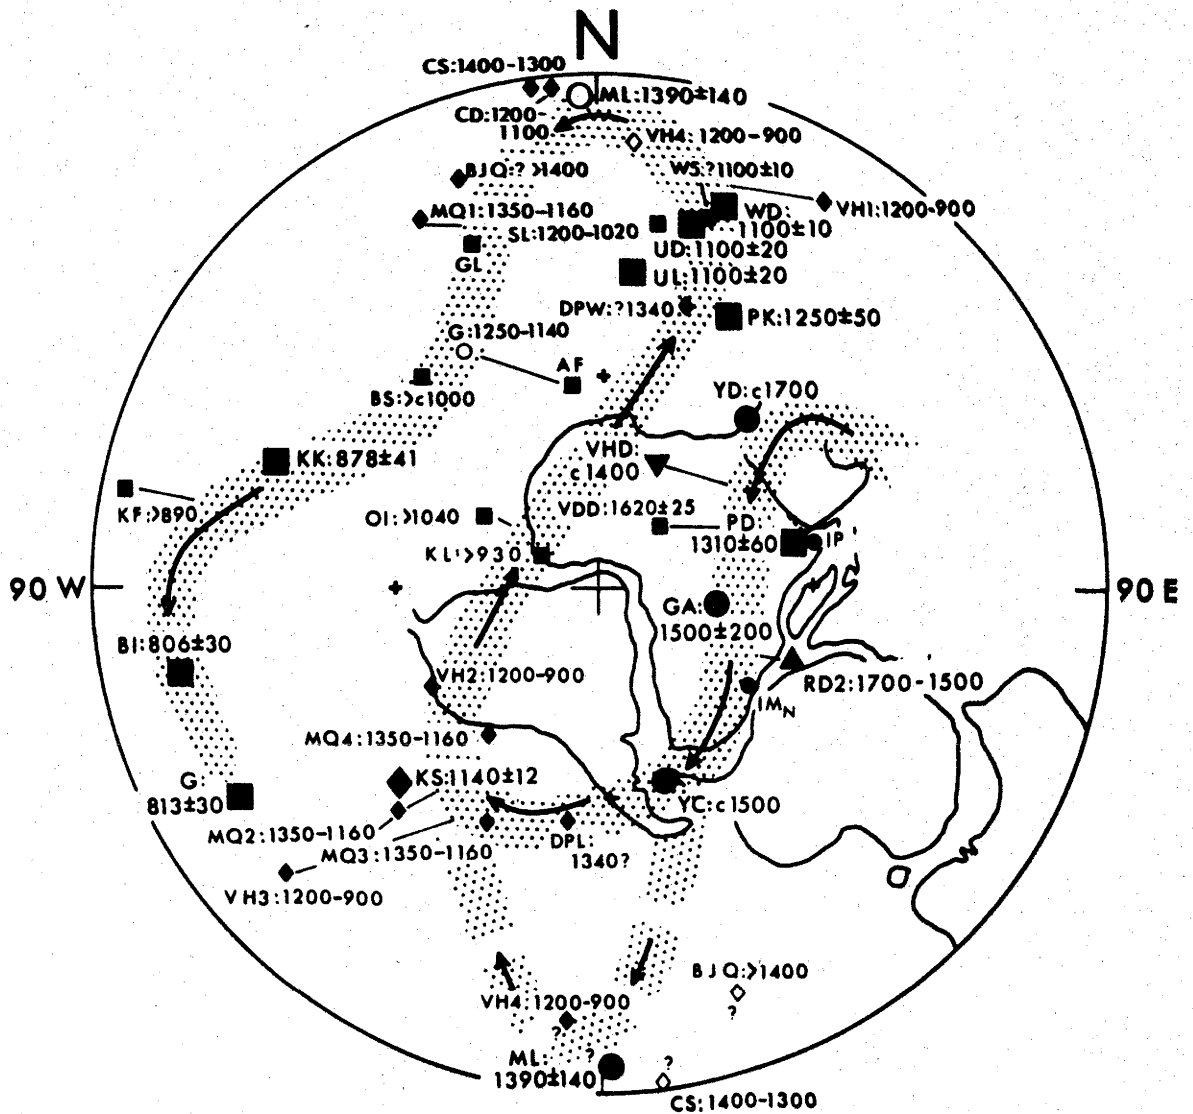 N
CS:1400-1300
ML:1390±140
CD:1200-
1100
VH4:1200-900
BJQ:? >1400
WS:?1100±10
MQ1:1350-1160
VH1:1200-900
WD:
1100±10
SL:1200-1020
UD:1100±20
GL
UL:1100±20
DPW:?1340
PK:1250±50
G:1250-1140
AF
BS:>c1000
YD:c1700
VHD:
c1400
KK:878±41
KF:>890
OI:>1040
VDD:1620±25
PD:
1310±60
IP
KL:>930
90 W
90 E
GA:
1500±200
BI:806±30
VH2:1200-900
RD2:1700-1500
IMN
MQ4:1350-1160
KS:1140±12
G:
813±30
YC:c1500
MQ2:1350-1160
MQ3:1350-1160
DPL:
1340?
VH3:1200-900
BJQ:>1400
?
VH4:1200-900
?
ML:
?
1390±140
?
CS:1400-1300